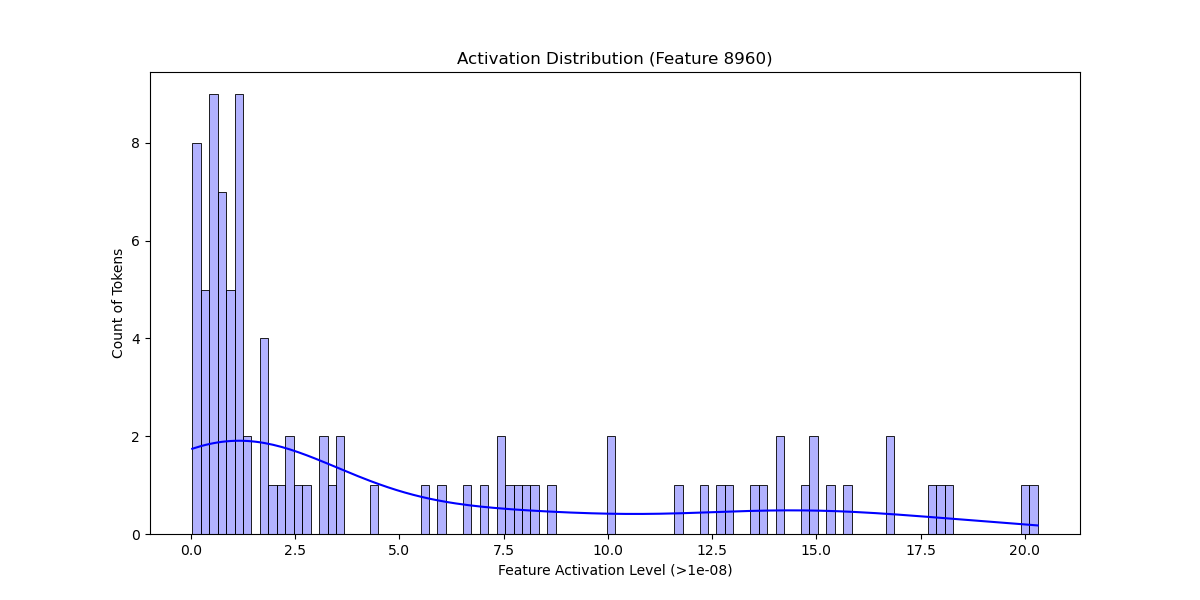 Activation Distribution (Feature 8960)
Count of Tokens
8
6
4
2
0
0.0 2.5 5.0 7.5 10.0 12.5 15.0 17.5 20.0
Feature Activation Level (>1e-08)